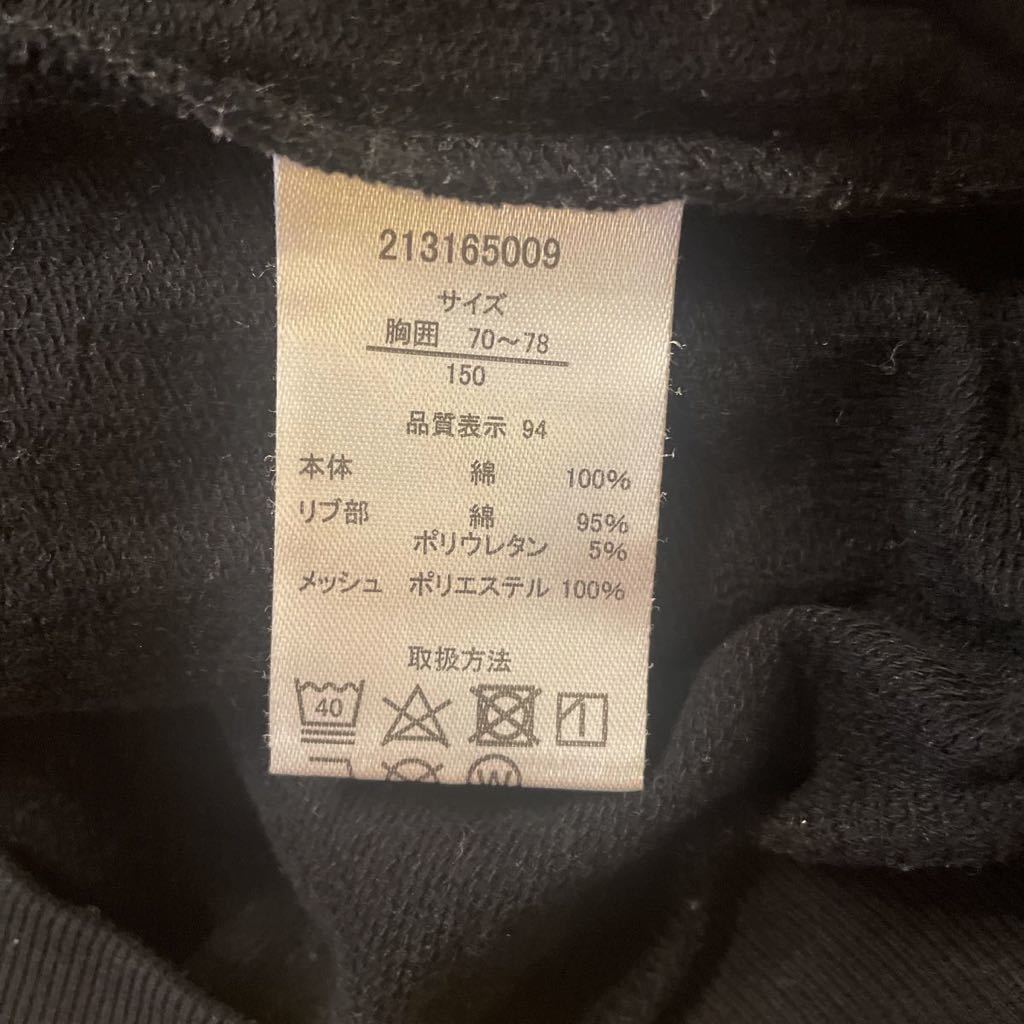 213165009
サイズ
胸囲 70～78
150
品質表示 94
本体 綿 100%
リブ部 綿 95%
ポリウレタン 5%
メッシュ ポリエステル 100%
取扱方法
40
W